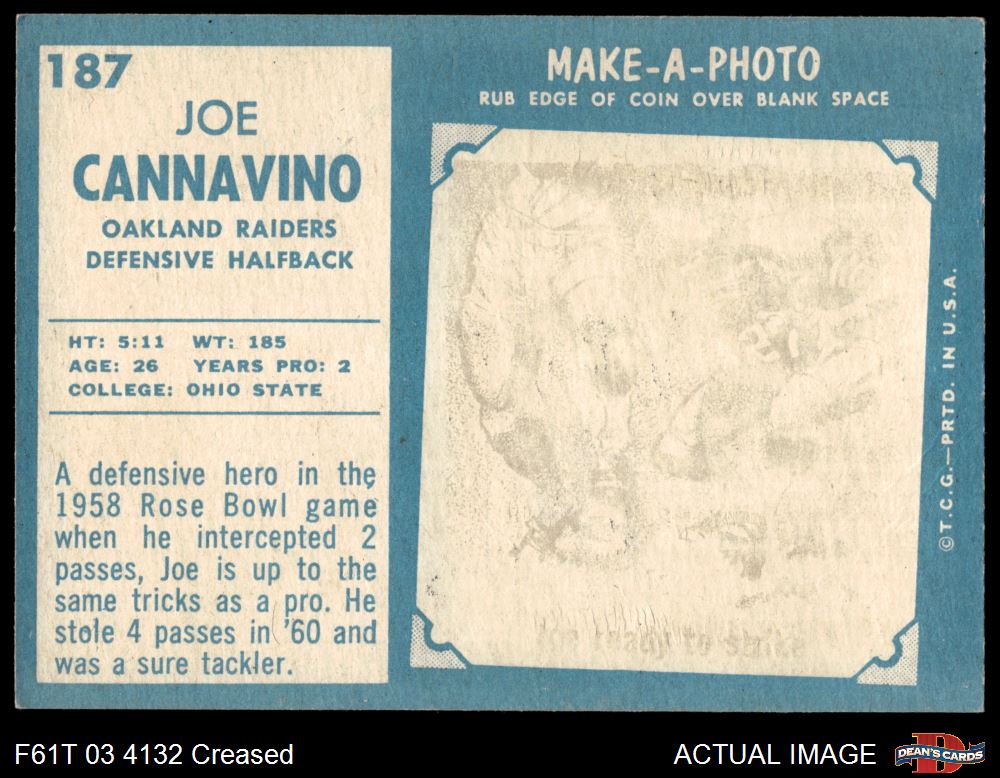 187
JOE
CANNAVINO
OAKLAND RAIDERS
DEFENSIVE HALFBACK
HT: 5:11 WT: 185
AGE: 26 YEARS PRO: 2
COLLEGE: OHIO STATE
A defensive hero in the
1958 Rose Bowl game
when he intercepted 2
passes, Joe is up to the
same tricks as a pro. He
stole 4 passes in '60 and
was a sure tackler.
MAKE-A-PHOTO
RUB EDGE OF COIN OVER BLANK SPACE
©T.C.G.—PRTD. IN U.S.A.
F61T 03 4132 Creased
ACTUAL IMAGE
DEAN'S CARDS